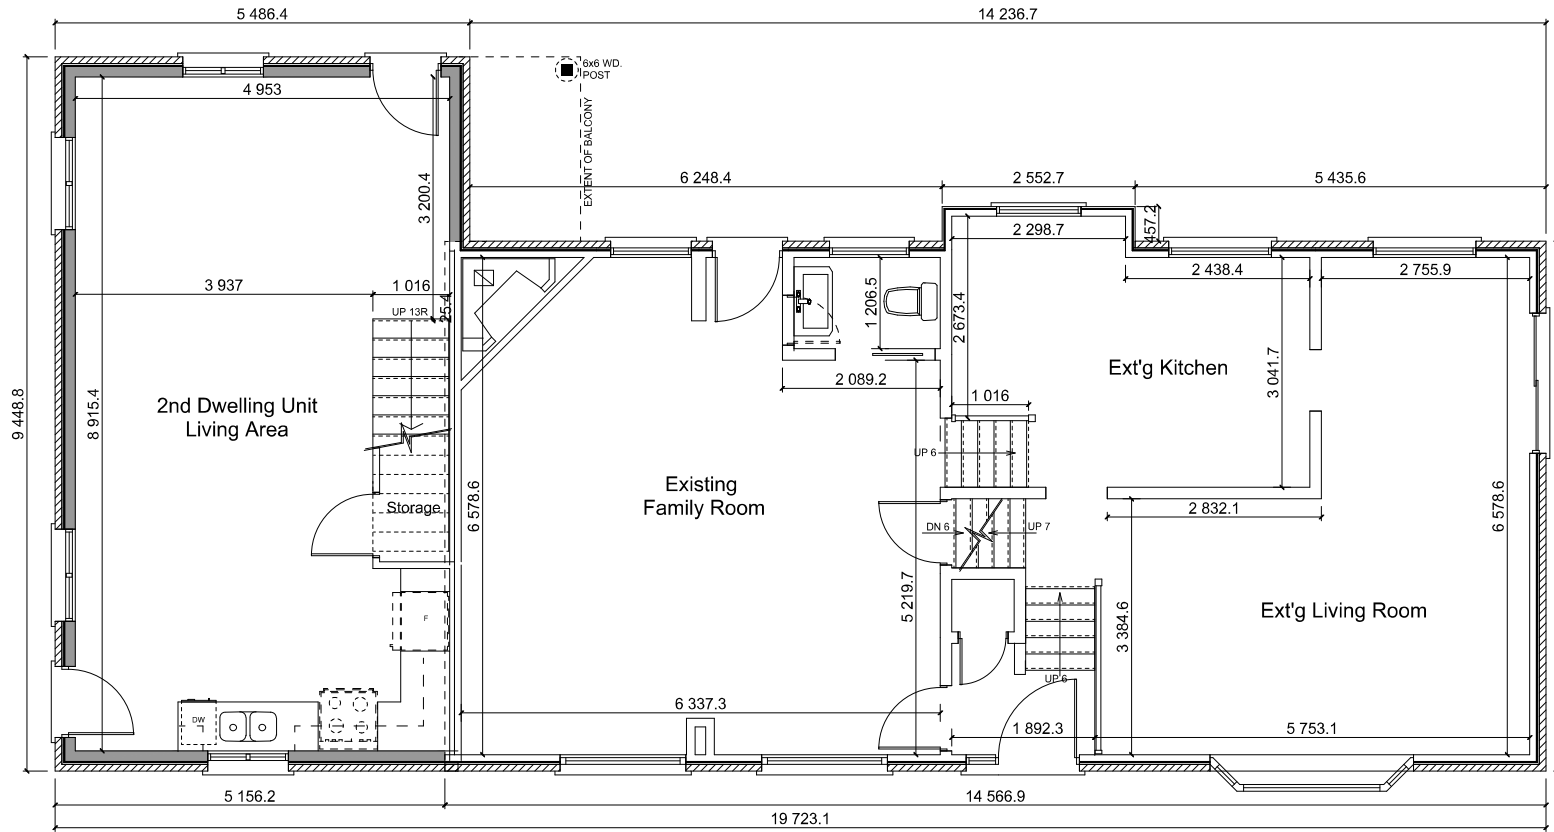 5 486.4
14 236.7
6x6 WD.
POST
4 953
EXTENT OF BALCONY
3 200.4
6 248.4
2 552.7
5 435.6
457.2
2 298.7
2 438.4
2 755.9
3 937
1 016
25.4
UP 13R
1 206.5
2 673.4
9 448.8
8 915.4
2nd Dwelling Unit
Living Area
2 089.2
1 016
Ext'g Kitchen
3 041.7
UP 6
6 578.6
Existing
Family Room
Storage
DN 6
UP 7
2 832.1
6 578.6
5 219.7
3 384.6
Ext'g Living Room
F
UP 6
DW
6 337.3
1 892.3
5 753.1
5 156.2
14 566.9
19 723.1